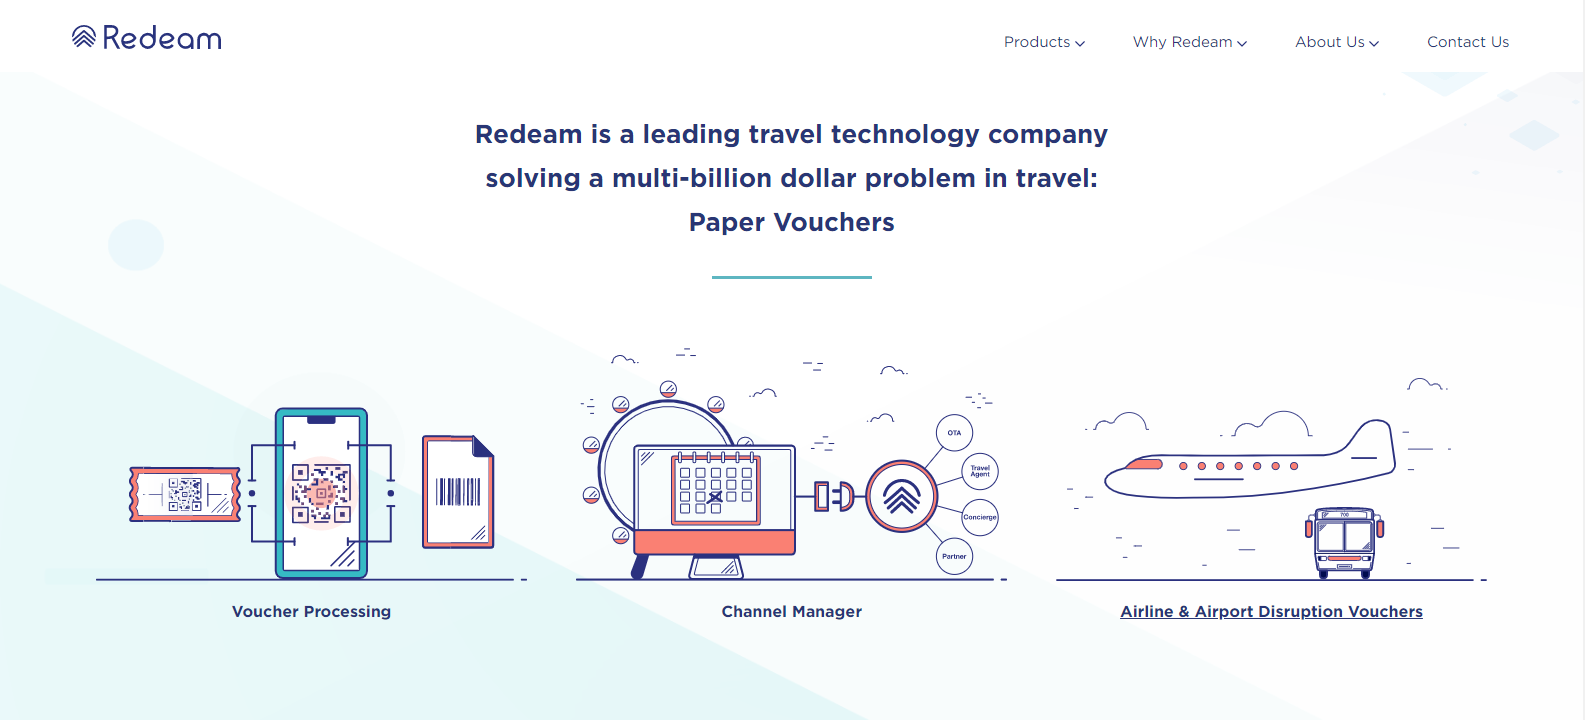 Redeam
Products
Why Redeam
About Us
Contact Us
Redeam is a leading travel technology company
solving a multi-billion dollar problem in travel:
Paper Vouchers
OTA
Travel
Agent
Concierge
Partner
700
Voucher Processing
Channel Manager
Airline & Airport Disruption Vouchers